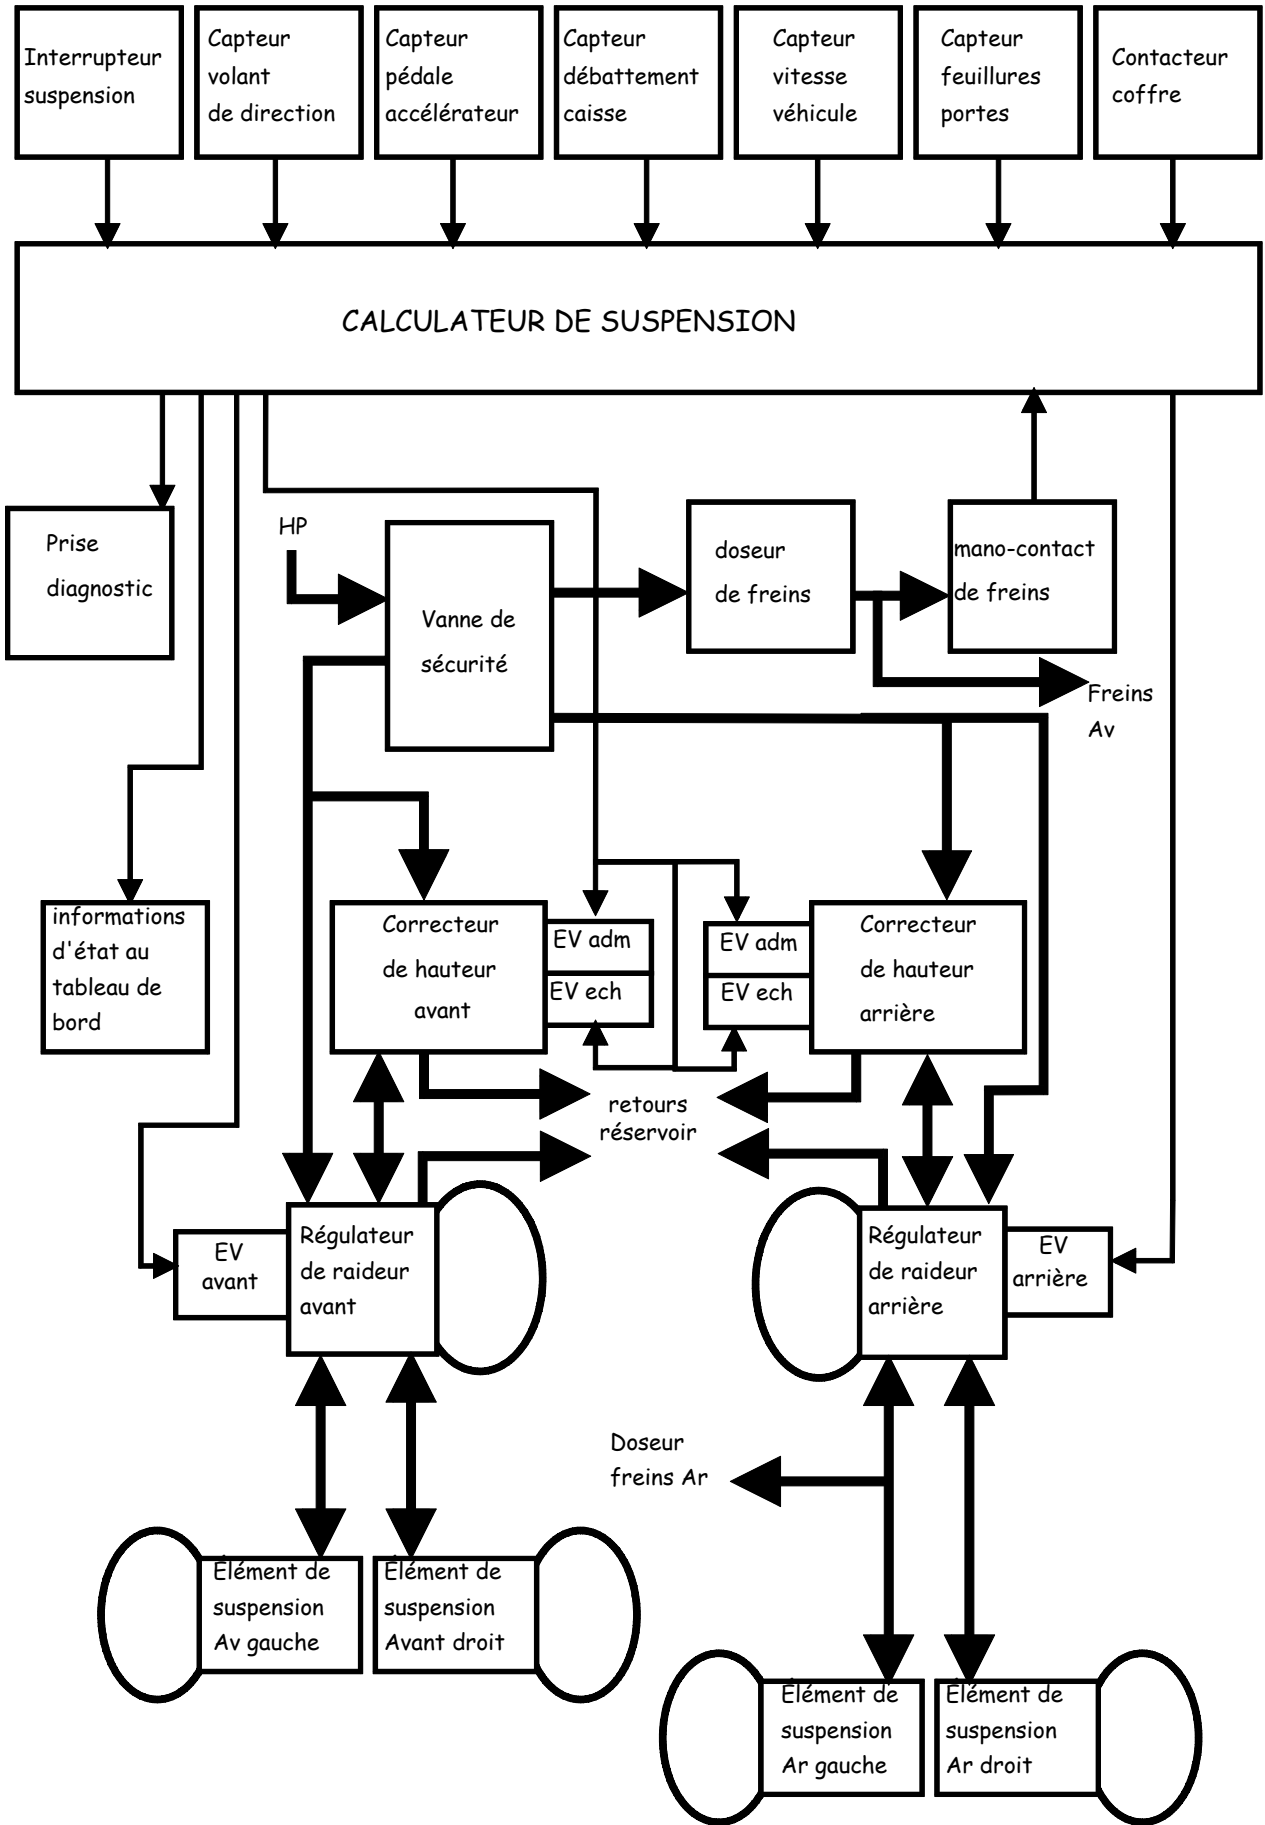 Interrupteur
suspension
Capteur
volant
de direction
Capteur
pédale
accélérateur
Capteur
débattement
caisse
Capteur
vitesse
véhicule
Capteur
feuillures
portes
Contacteur
coffre
CALCULATEUR DE SUSPENSION
Prise
diagnostic
HP
Vanne de
sécurité
doseur
de freins
mano-contact
de freins
Freins
Av
informations
d'état au
tableau de
bord
Correcteur
de hauteur
avant
EV adm
EV ech
EV adm
EV ech
Correcteur
de hauteur
arrière
retours
réservoir
EV
avant
Régulateur
de raideur
avant
Régulateur
de raideur
arrière
EV
arrière
Doseur
freins Ar
Élément de
suspension
Av gauche
Élément de
suspension
Avant droit
Élément de
suspension
Ar gauche
Élément de
suspension
Ar droit